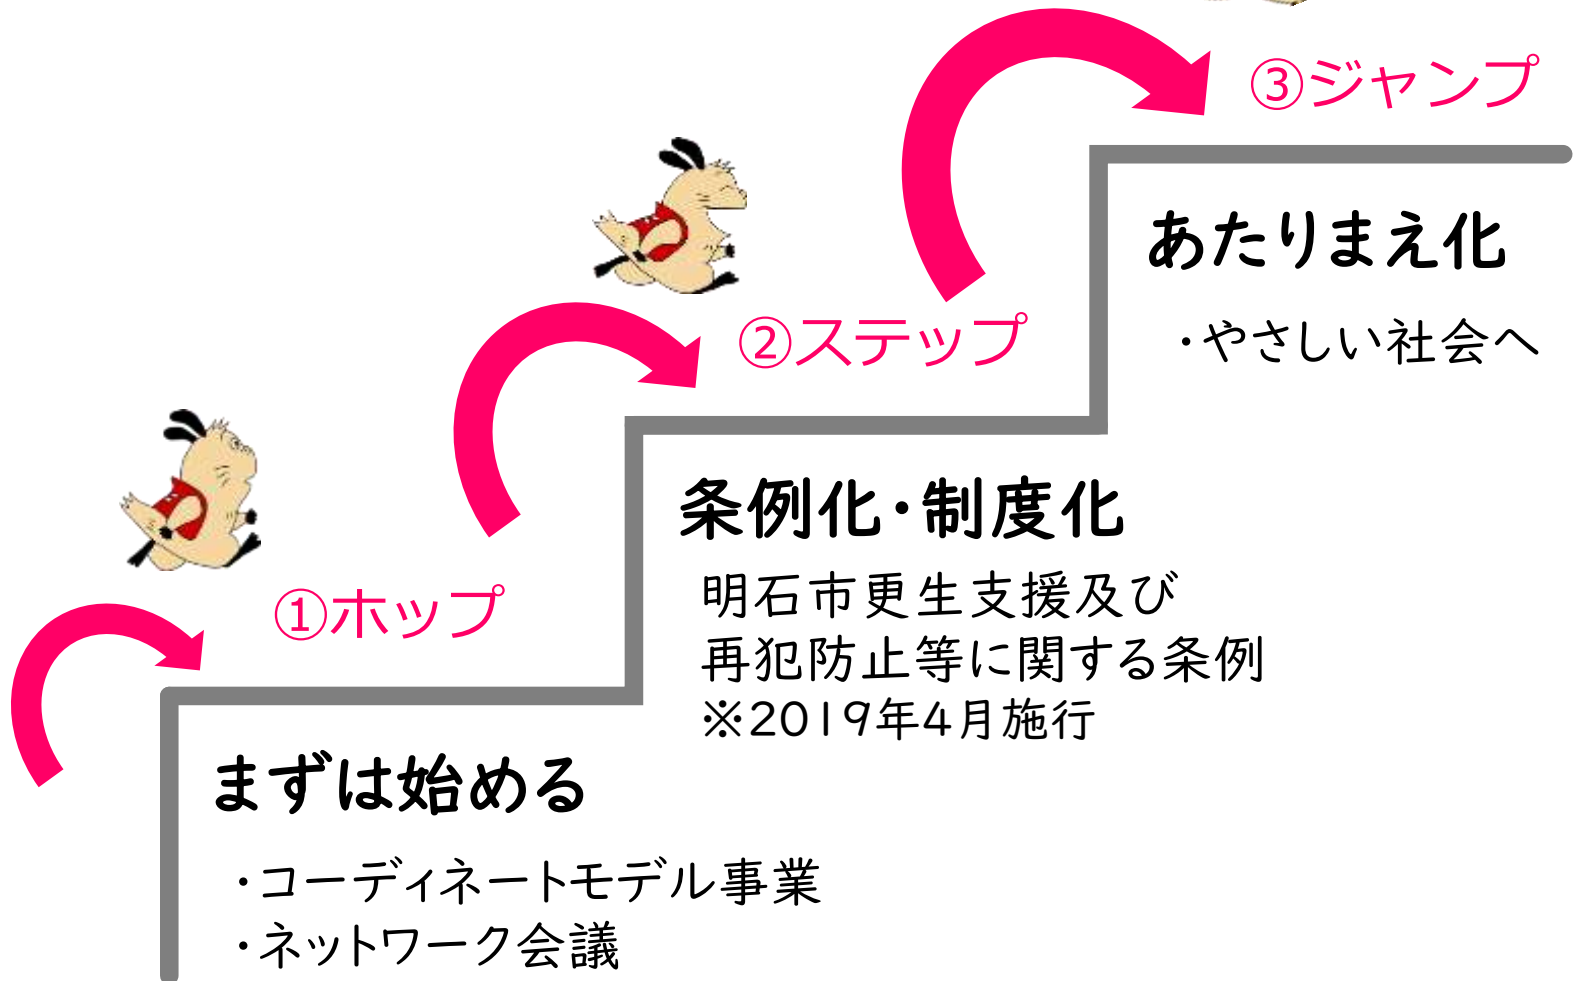 ③ジャンプ
あたりまえ化
・やさしい社会へ
②ステップ
条例化・制度化
明石市更生支援及び
再犯防止等に関する条例
※2019年4月施行
①ホップ
まずは始める
・コーディネートモデル事業
・ネットワーク会議